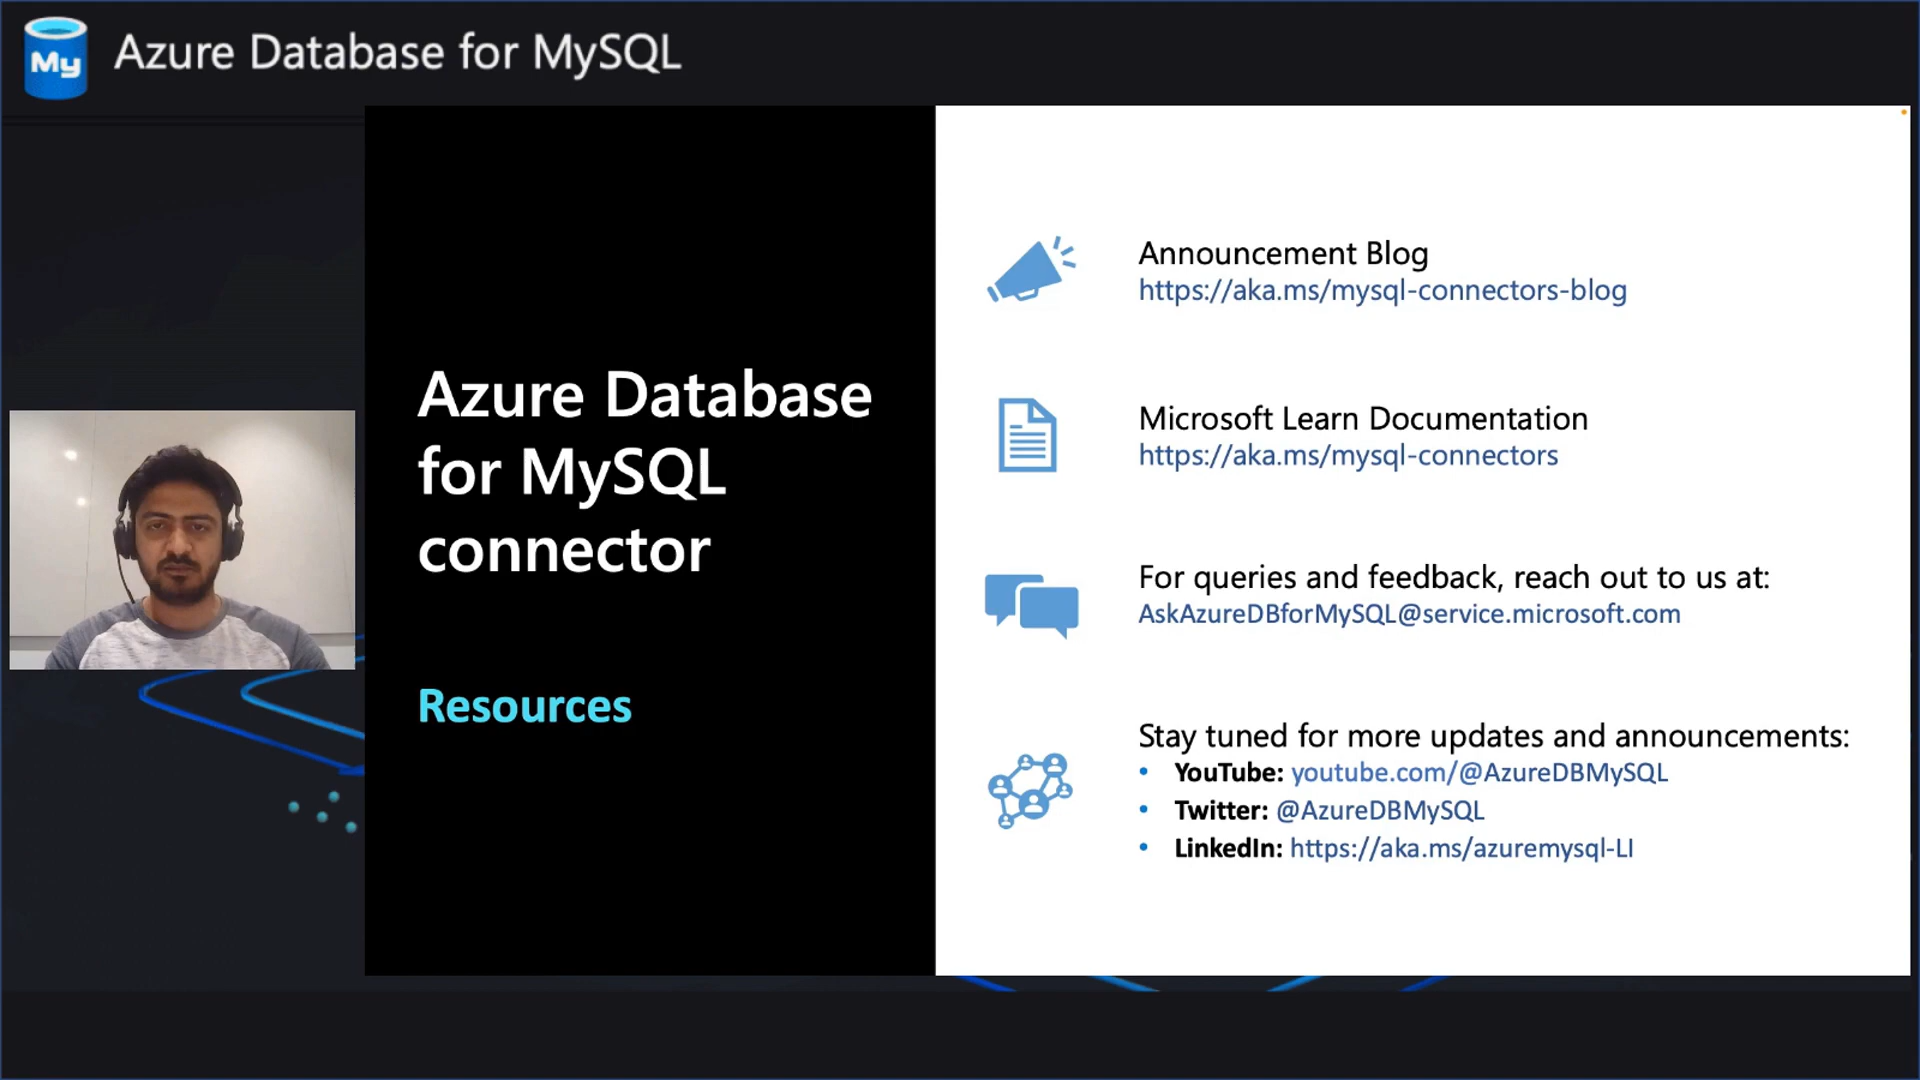 My
Azure Database for MySQL
Azure Database
for MySQL
connector
Resources
Announcement Blog
https://aka.ms/mysql-connectors-blog
Microsoft Learn Documentation
https://aka.ms/mysql-connectors
For queries and feedback, reach out to us at:
AskAzureDBforMySQL@service.microsoft.com
Stay tuned for more updates and announcements:
• YouTube: youtube.com/@AzureDBMySQL
• Twitter: @AzureDBMySQL
• LinkedIn: https://aka.ms/azuremysql-LI